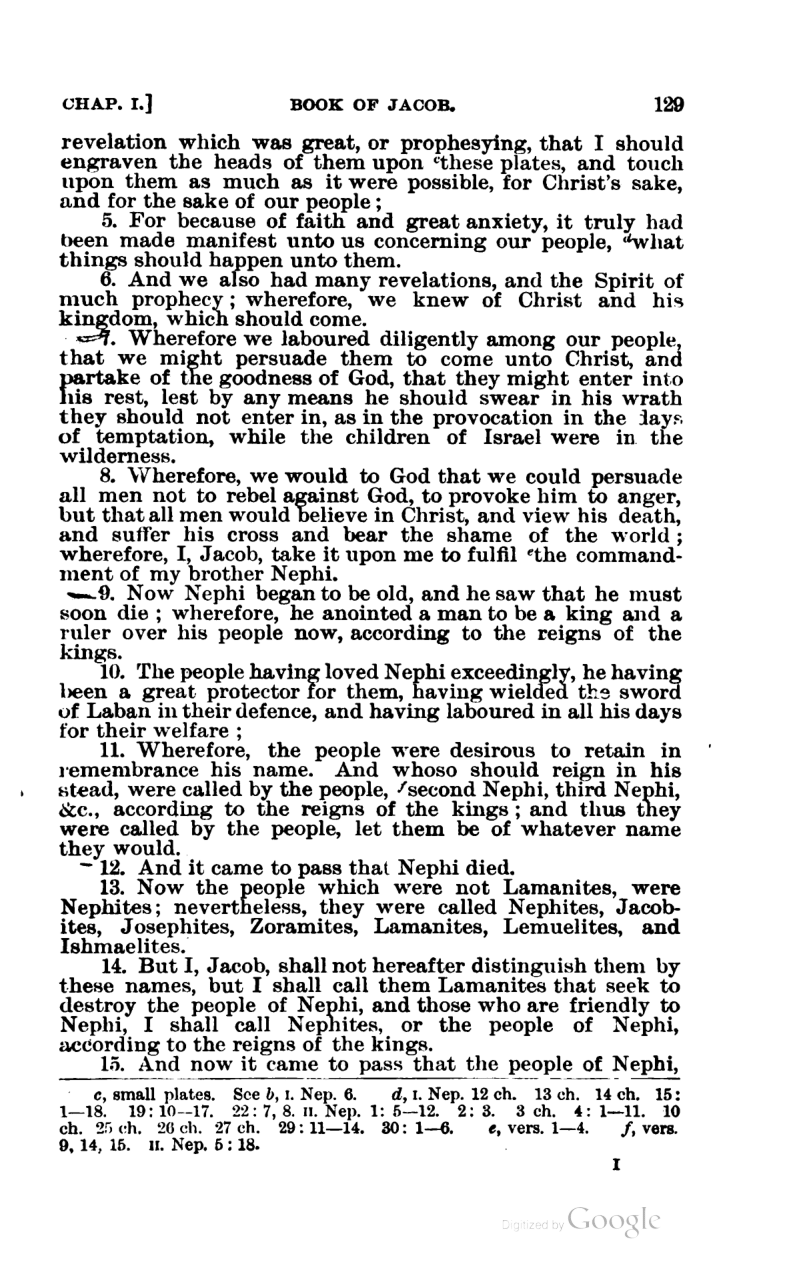 CHAP. I.] BOOK OF JACOB. 129
revelation which was great, or prophesying, that I should
engraven the heads of them upon cthese plates, and touch
upon them as much as it were possible, for Christ's sake,
and for the sake of our people;
5. For because of faith and great anxiety, it truly had
been made manifest unto us concerning our people, dwhat
things should happen unto them.
6. And we also had many revelations, and the Spirit of
much prophecy; wherefore, we knew of Christ and his
kingdom, which should come.
7. Wherefore we laboured diligently among our people,
that we might persuade them to come unto Christ, and
partake of the goodness of God, that they might enter into
his rest, lest by any means he should swear in his wrath
they should not enter in, as in the provocation in the days
of temptation, while the children of Israel were in the
wilderness.
8. Wherefore, we would to God that we could persuade
all men not to rebel against God, to provoke him to anger,
but that all men would believe in Christ, and view his death,
and suffer his cross and bear the shame of the world;
wherefore, I, Jacob, take it upon me to fulfil ethe command-
ment of my brother Nephi.
9. Now Nephi began to be old, and he saw that he must
soon die; wherefore, he anointed a man to be a king and a
ruler over his people now, according to the reigns of the
kings.
10. The people having loved Nephi exceedingly, he having
been a great protector for them, having wielded the sword
of Laban in their defence, and having laboured in all his days
for their welfare;
11. Wherefore, the people were desirous to retain in
remembrance his name. And whoso should reign in his
stead, were called by the people, fsecond Nephi, third Nephi,
&c., according to the reigns of the kings; and thus they
were called by the people, let them be of whatever name
they would.
12. And it came to pass that Nephi died.
13. Now the people which were not Lamanites, were
Nephites; nevertheless, they were called Nephites, Jacob-
ites, Josephites, Zoramites, Lamanites, Lemuelites, and
Ishmaelites.
14. But I, Jacob, shall not hereafter distinguish them by
these names, but I shall call them Lamanites that seek to
destroy the people of Nephi, and those who are friendly to
Nephi, I shall call Nephites, or the people of Nephi,
according to the reigns of the kings.
15. And now it came to pass that the people of Nephi,
c, small plates. See b, I. Nep. 6. d, I. Nep. 12 ch. 13 ch. 14 ch. 15:
1—18. 19: 10--17. 22: 7, 8. II. Nep. 1: 5—12. 2: 3. 3 ch. 4: 1—11. 10
ch. 25 ch. 26 ch. 27 ch. 29: 11—14. 30: 1—6. e, vers. 1—4. f, vers.
9, 14, 15. II. Nep. 5: 18.
I
Digitized by Google